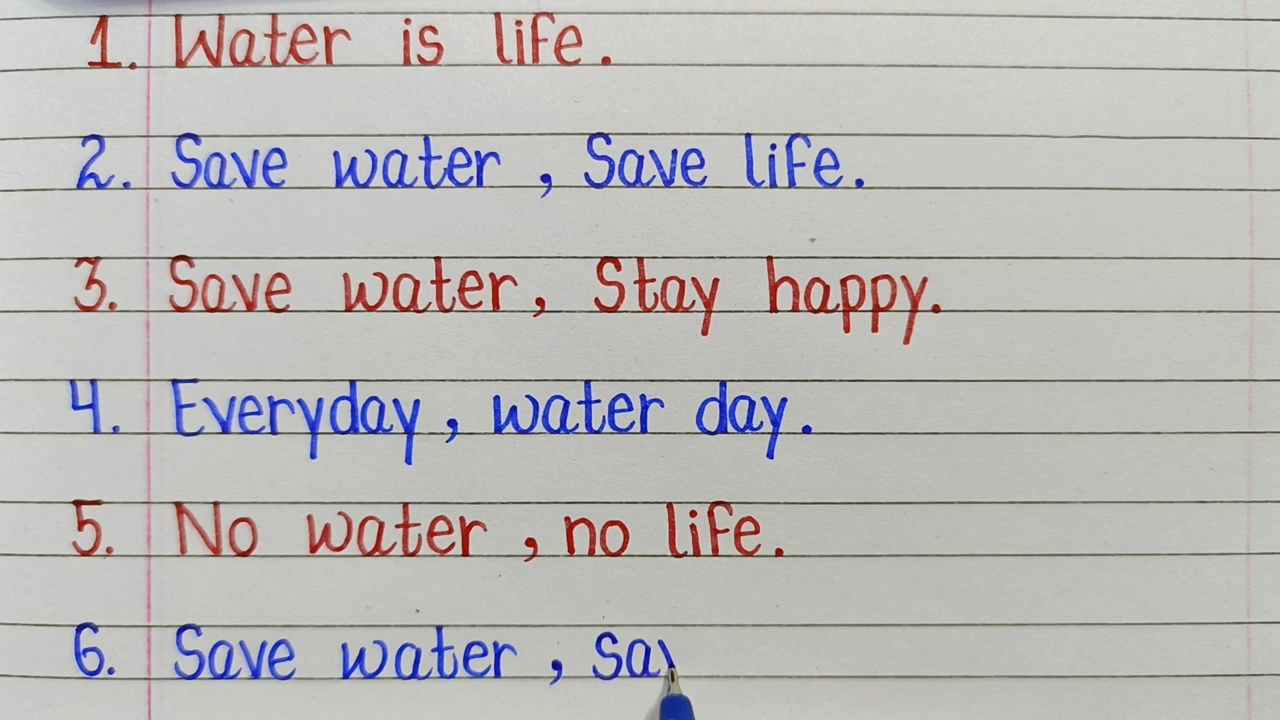 1. Water is life.
2. Save water , Save life.
3. Save water, Stay happy.
4. Everyday, water day.
5. No water , no life.
6. Save water , sav